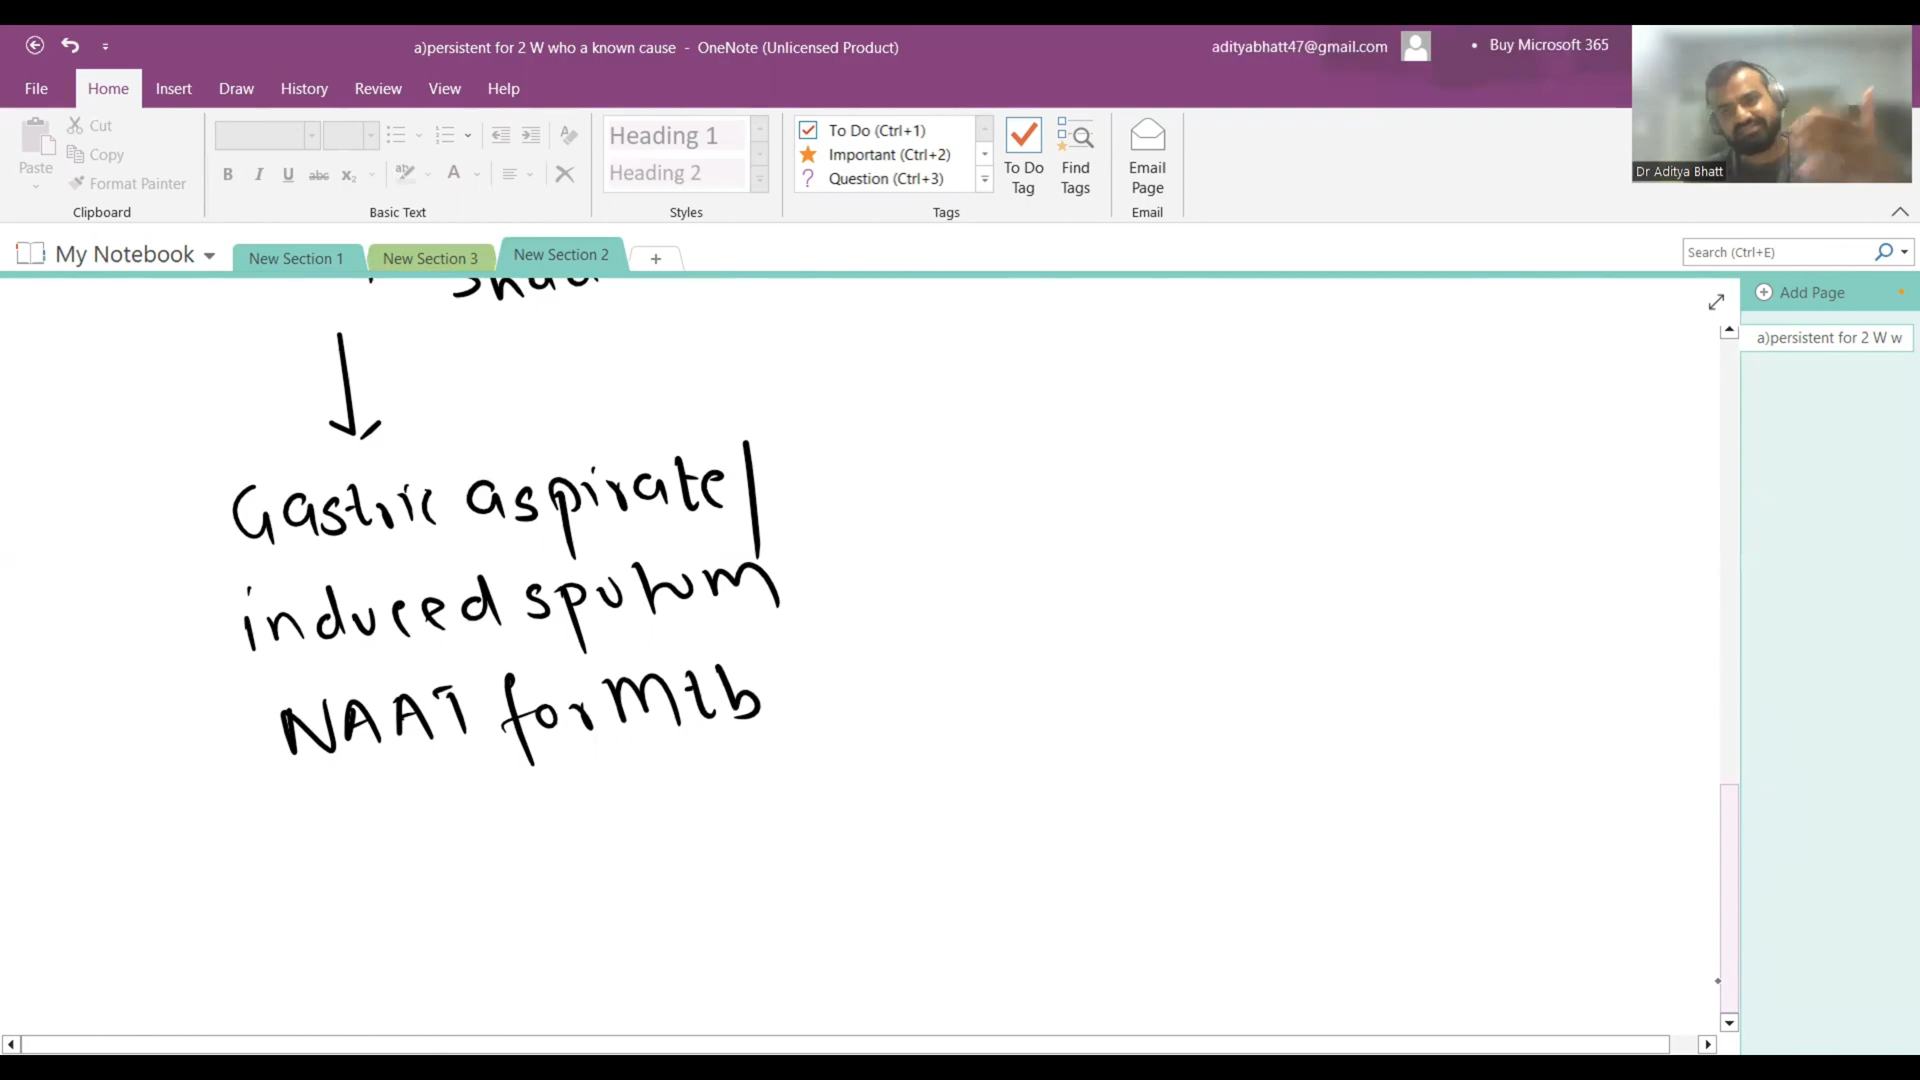 a)persistent for 2 W who a known cause - OneNote (Unlicensed Product)
adityabhatt47@gmail.com
Buy Microsoft 365
File Home Insert Draw History Review View Help
Paste
Cut
Copy
Format Painter
Clipboard
B I U abc x₂ A
Basic Text
Heading 1
Heading 2
Styles
To Do (Ctrl+1)
Important (Ctrl+2)
Question (Ctrl+3)
To Do
Tag
Find
Tags
Tags
Email
Page
Email
Dr Aditya Bhatt
My Notebook
New Section 1
New Section 3
New Section 2
Search (Ctrl+E)
Add Page
a)persistent for 2 W w
Gastric aspirate/
induced sputum
NAAT for Mtb